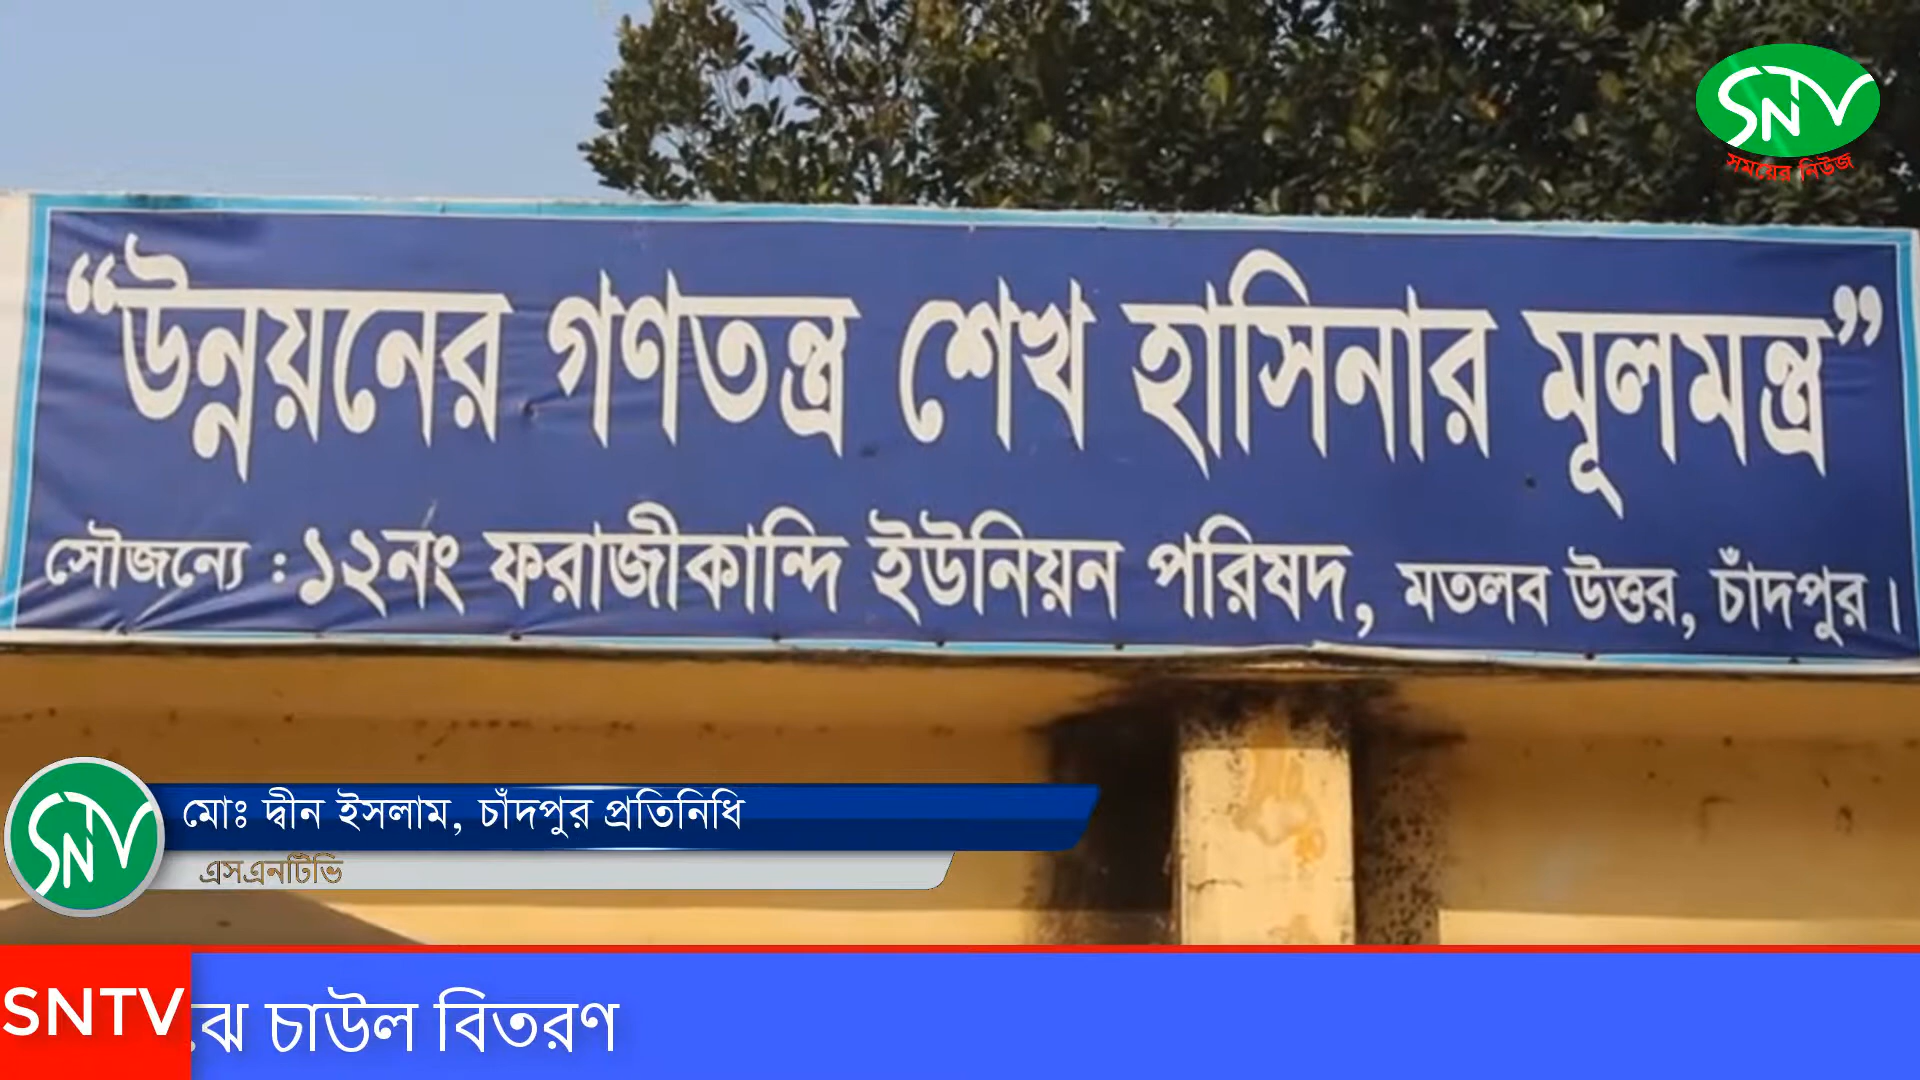 SNTV
সময়ের নিউজ
“উন্নয়নের গণতন্ত্র শেখ হাসিনার মূলমন্ত্র”
সৌজন্যে : ১২নং ফরাজীকান্দি ইউনিয়ন পরিষদ, মতলব উত্তর, চাঁদপুর।
SNTV
মোঃ দ্বীন ইসলাম, চাঁদপুর প্রতিনিধি
এসএনটিভি
SNTV
চাউল বিতরণ